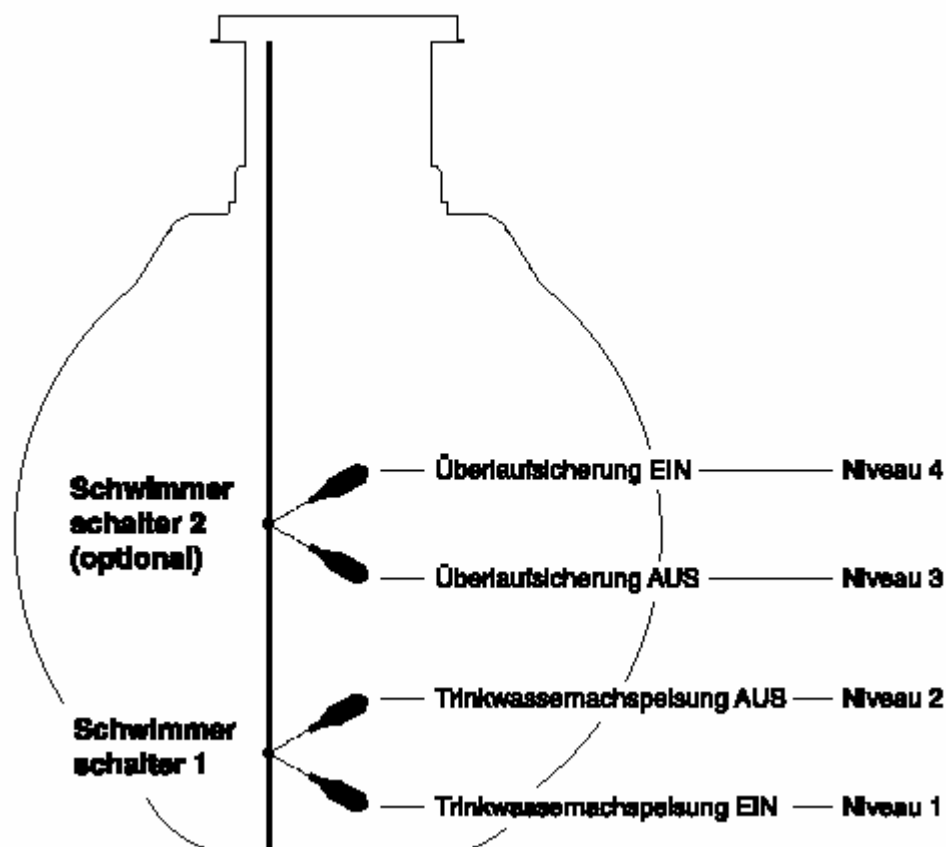 Schwimmer
schalter 2
(optional)
Überlaufsicherung EIN Niveau 4
Überlaufsicherung AUS Niveau 3
Schwimmer
schalter 1
Trinkwassernachspeisung AUS Niveau 2
Trinkwassernachspeisung EIN Niveau 1